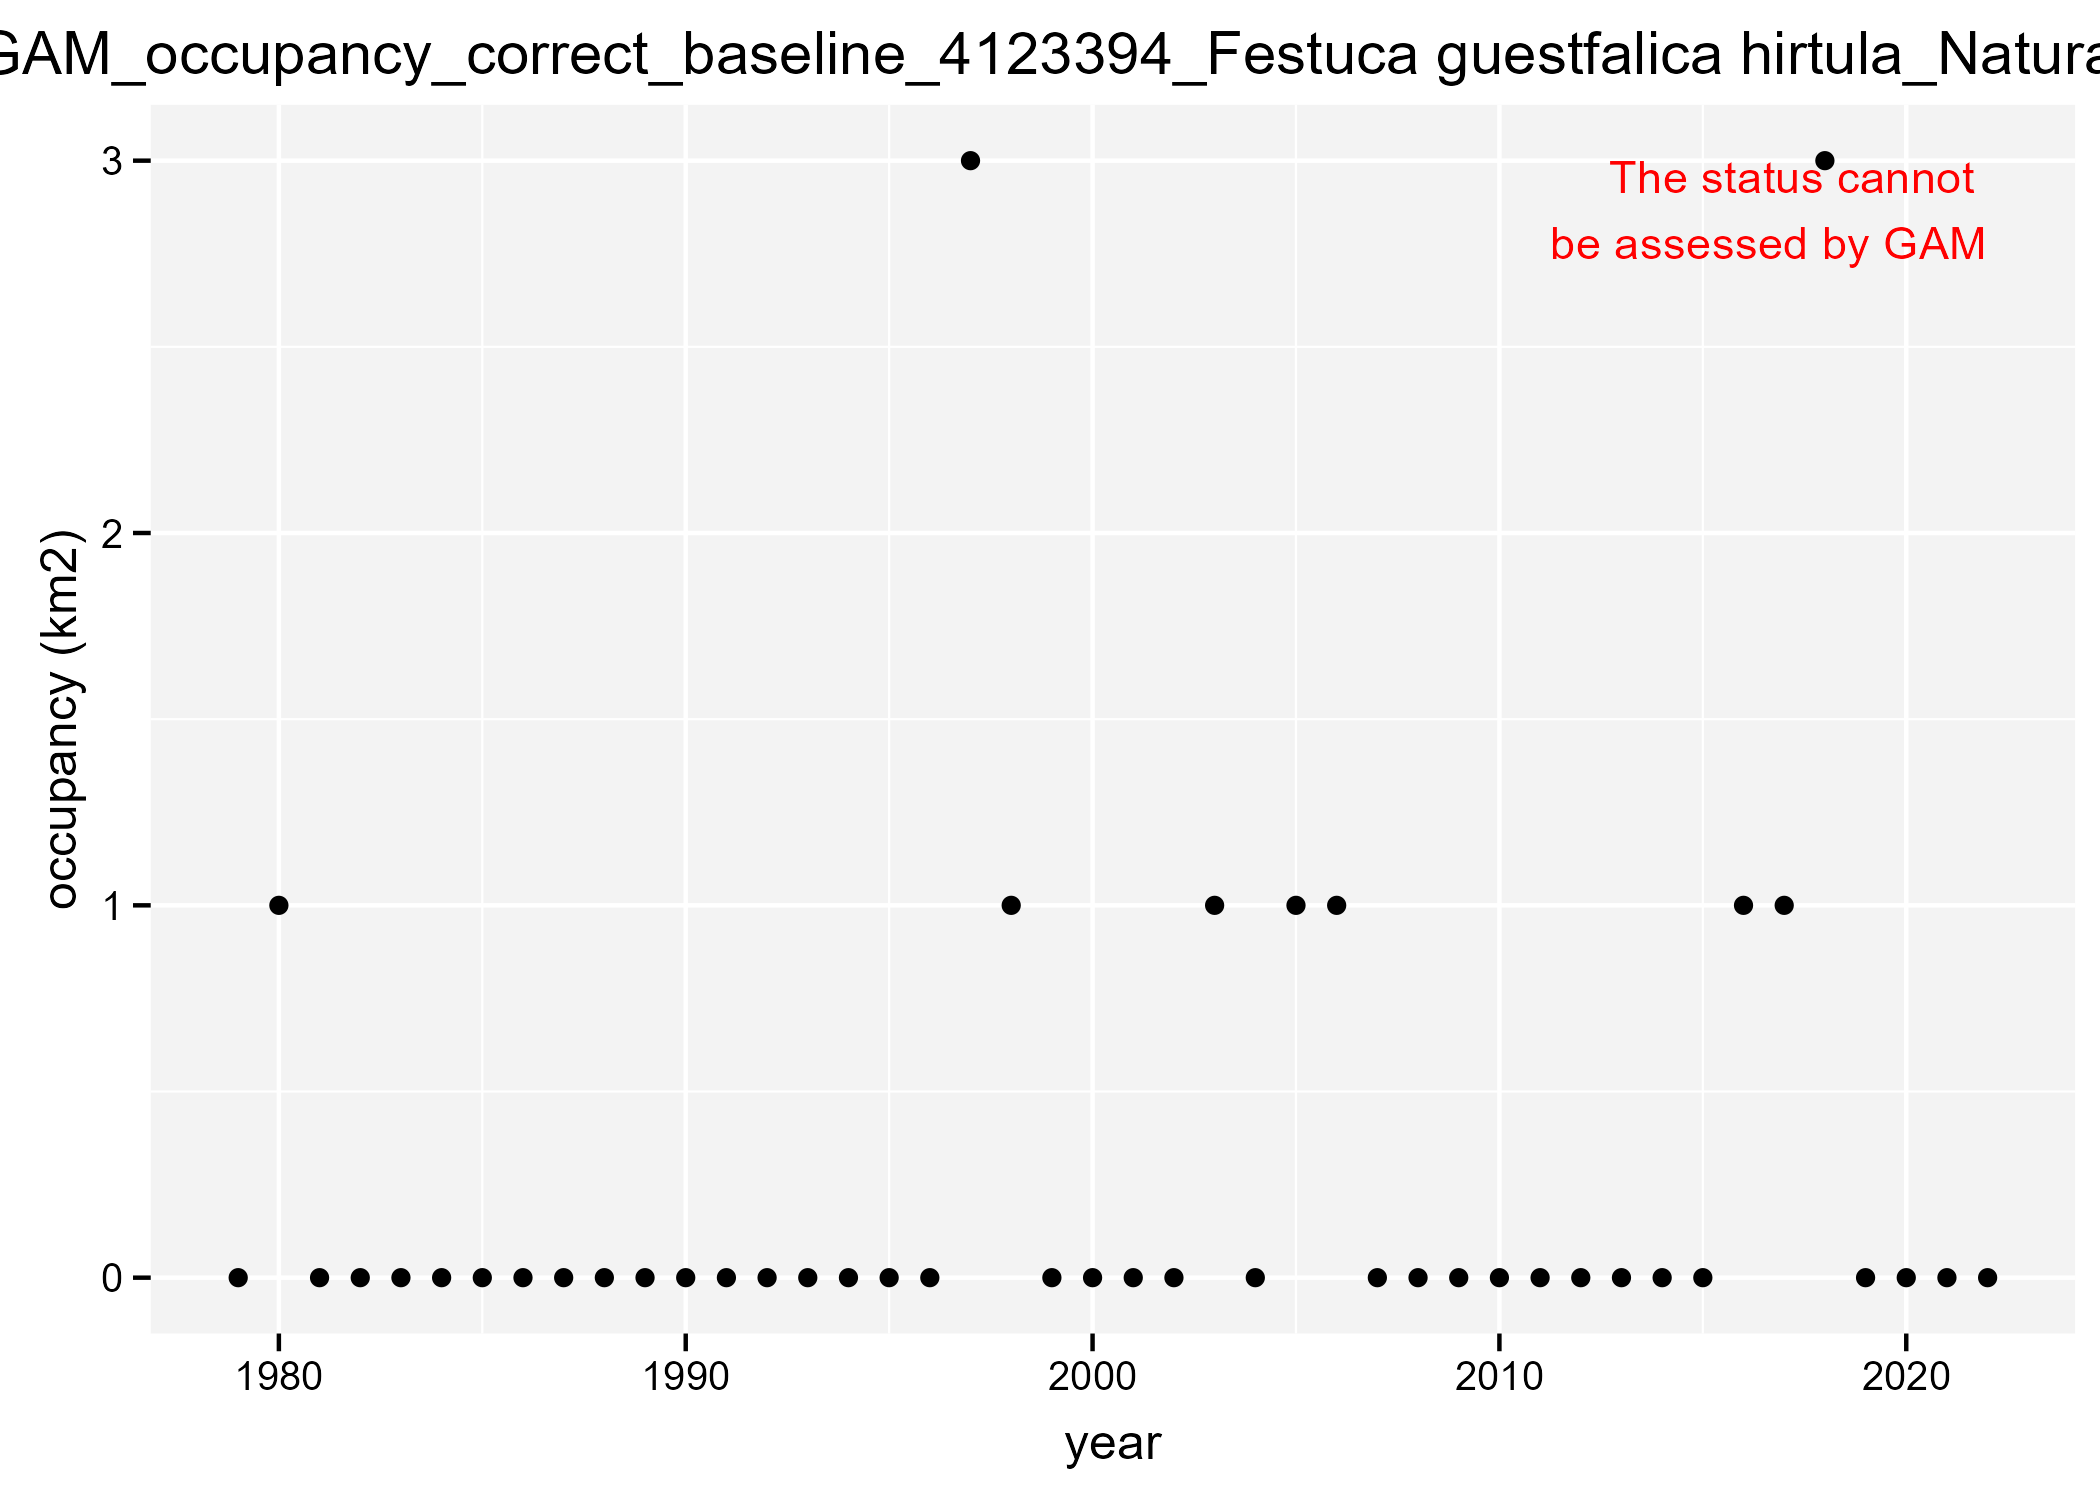 GAM_occupancy_correct_baseline_4123394_Festuca guestfalica hirtula_Natura
3
The status cannot
be assessed by GAM
2
occupancy (km2)
1
0
1980 1990 2000 2010 2020
year